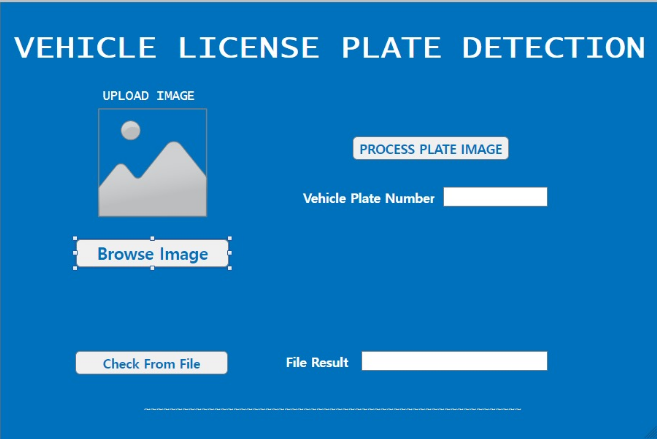 VEHICLE LICENSE PLATE DETECTION
UPLOAD IMAGE
PROCESS PLATE IMAGE
Vehicle Plate Number
Browse Image
Check From File
File Result